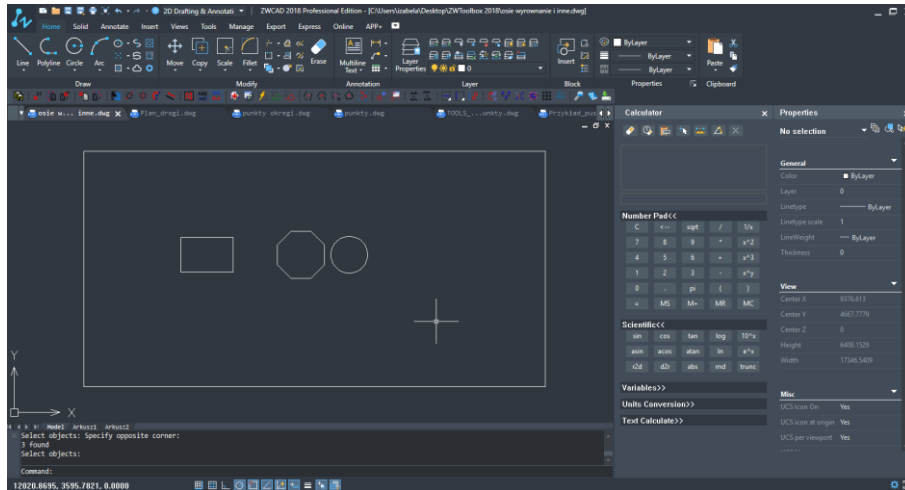 2D Drafting & Annotati
ZWCAD 2018 Professional Edition - [C:\Users\izabela\Desktop\ZWToolbox 2018\osie wyrownanie i inne.dwg]
Home Solid Annotate Insert Views Tools Manage Export Express Online APP+
Line Polyline Circle Arc Move Copy Scale Fillet Erase Multiline Text Layer Properties Insert Paste
ByLayer
ByLayer
ByLayer
0
Draw Modify Annotation Layer Block Properties Clipboard
osie w... inne.dwg Plan_drogi.dwg punkty okregi.dwg punkty.dwg TOOLS_...unkty.dwg
Calculator
Number Pad<<
C <-- sqrt / 1/x
7 8 9 * x^2
4 5 6 + x^3
1 2 3 - x^y
0 . pi ( )
= MS M+ MR MC
Scientific<<
sin cos tan log 10^x
asin acos atan ln e^x
r2d d2r abs rnd trunc
Variables>>
Units Conversion>>
Text Calculate>>
Properties
No selection
General
Color ByLayer
Layer 0
Linetype ByLayer
Linetype scale 1
LineWeight ByLayer
Thickness 0
View
Center X 9376.613
Center Y 4667.7779
Center Z 0
Height 6408.1529
Width 17346.5409
Misc
UCS icon On Yes
UCS icon at origin Yes
UCS per viewport Yes
Y
X
Model Arkusz1 Arkusz2
Select objects: Specify opposite corner:
3 found
Select objects:
Command:
12020.8695, 3595.7821, 0.0000